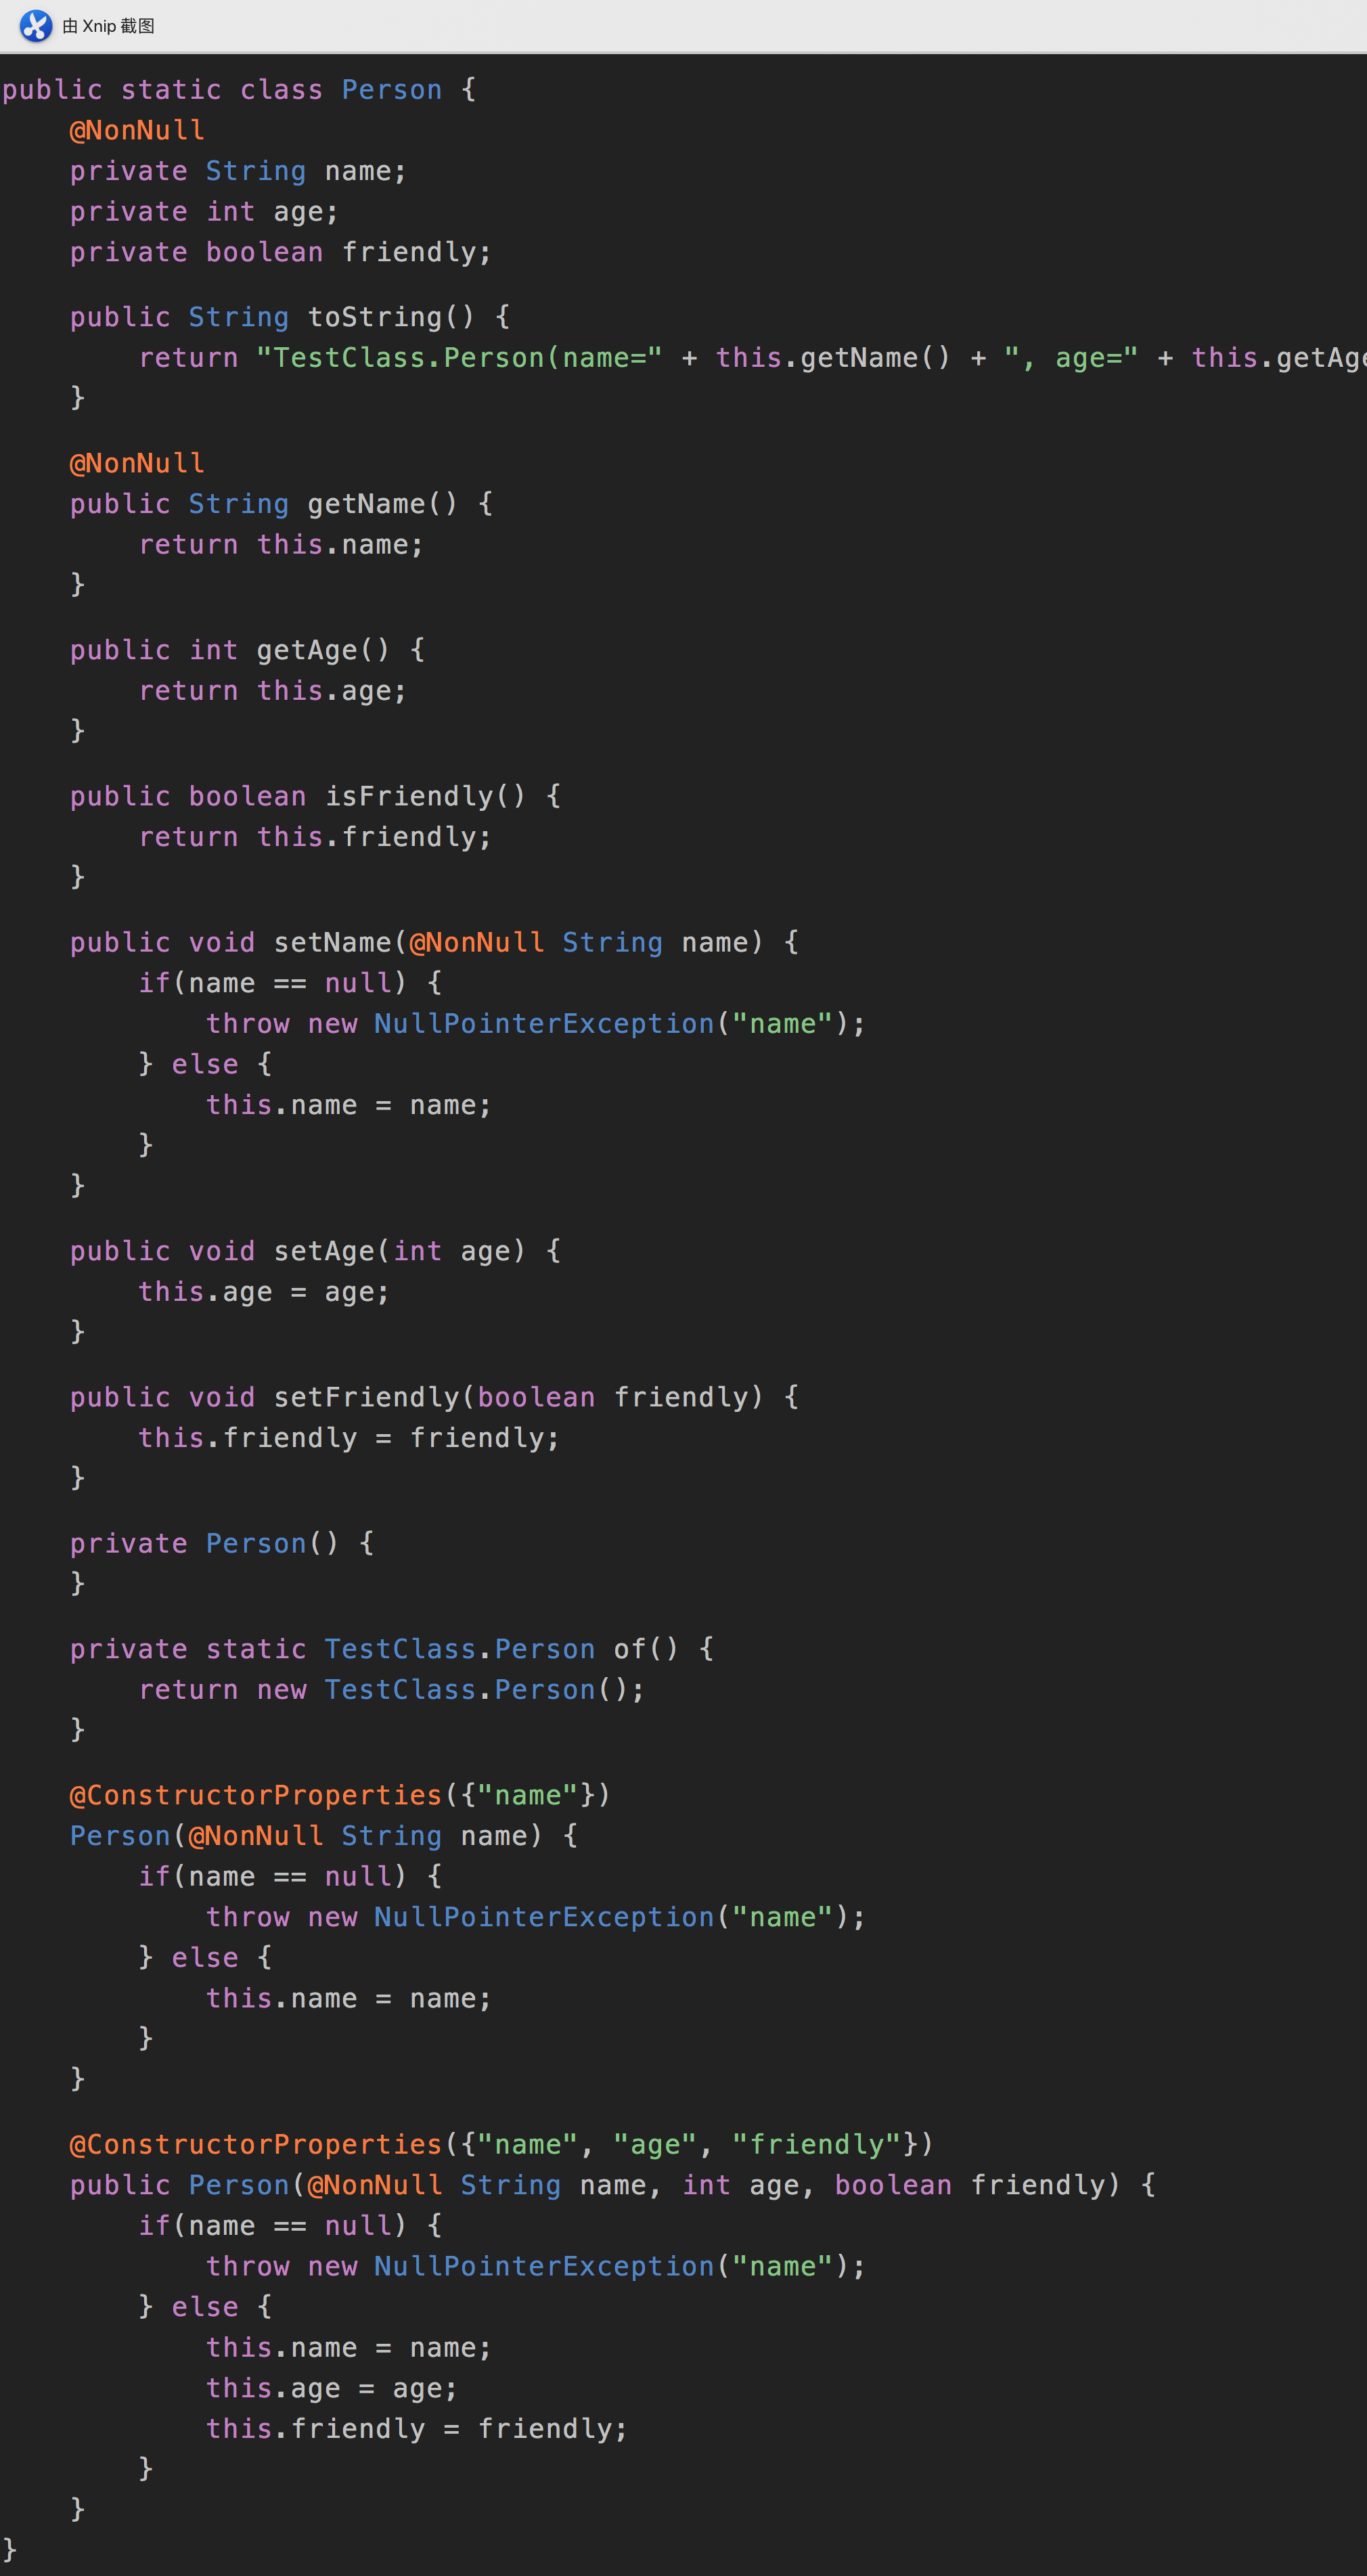 由 Xnip 截图
public static class Person {
    @NonNull
    private String name;
    private int age;
    private boolean friendly;

    public String toString() {
        return "TestClass.Person(name=" + this.getName() + ", age=" + this.getAge
    }

    @NonNull
    public String getName() {
        return this.name;
    }

    public int getAge() {
        return this.age;
    }

    public boolean isFriendly() {
        return this.friendly;
    }

    public void setName(@NonNull String name) {
        if(name == null) {
            throw new NullPointerException("name");
        } else {
            this.name = name;
        }
    }

    public void setAge(int age) {
        this.age = age;
    }

    public void setFriendly(boolean friendly) {
        this.friendly = friendly;
    }

    private Person() {
    }

    private static TestClass.Person of() {
        return new TestClass.Person();
    }

    @ConstructorProperties({"name"})
    Person(@NonNull String name) {
        if(name == null) {
            throw new NullPointerException("name");
        } else {
            this.name = name;
        }
    }

    @ConstructorProperties({"name", "age", "friendly"})
    public Person(@NonNull String name, int age, boolean friendly) {
        if(name == null) {
            throw new NullPointerException("name");
        } else {
            this.name = name;
            this.age = age;
            this.friendly = friendly;
        }
    }
}